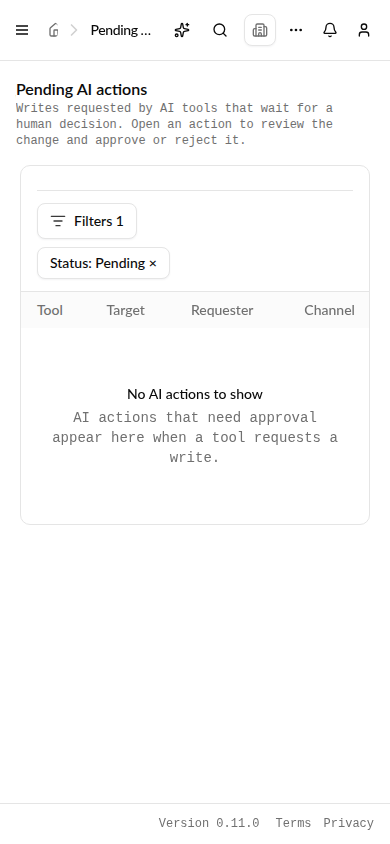 Pending ...
Pending AI actions
Writes requested by AI tools that wait for a
human decision. Open an action to review the
change and approve or reject it.
Filters 1
Status: Pending ×
Tool Target Requester Channel
No AI actions to show
AI actions that need approval
appear here when a tool requests a
write.
Version 0.11.0 Terms Privacy